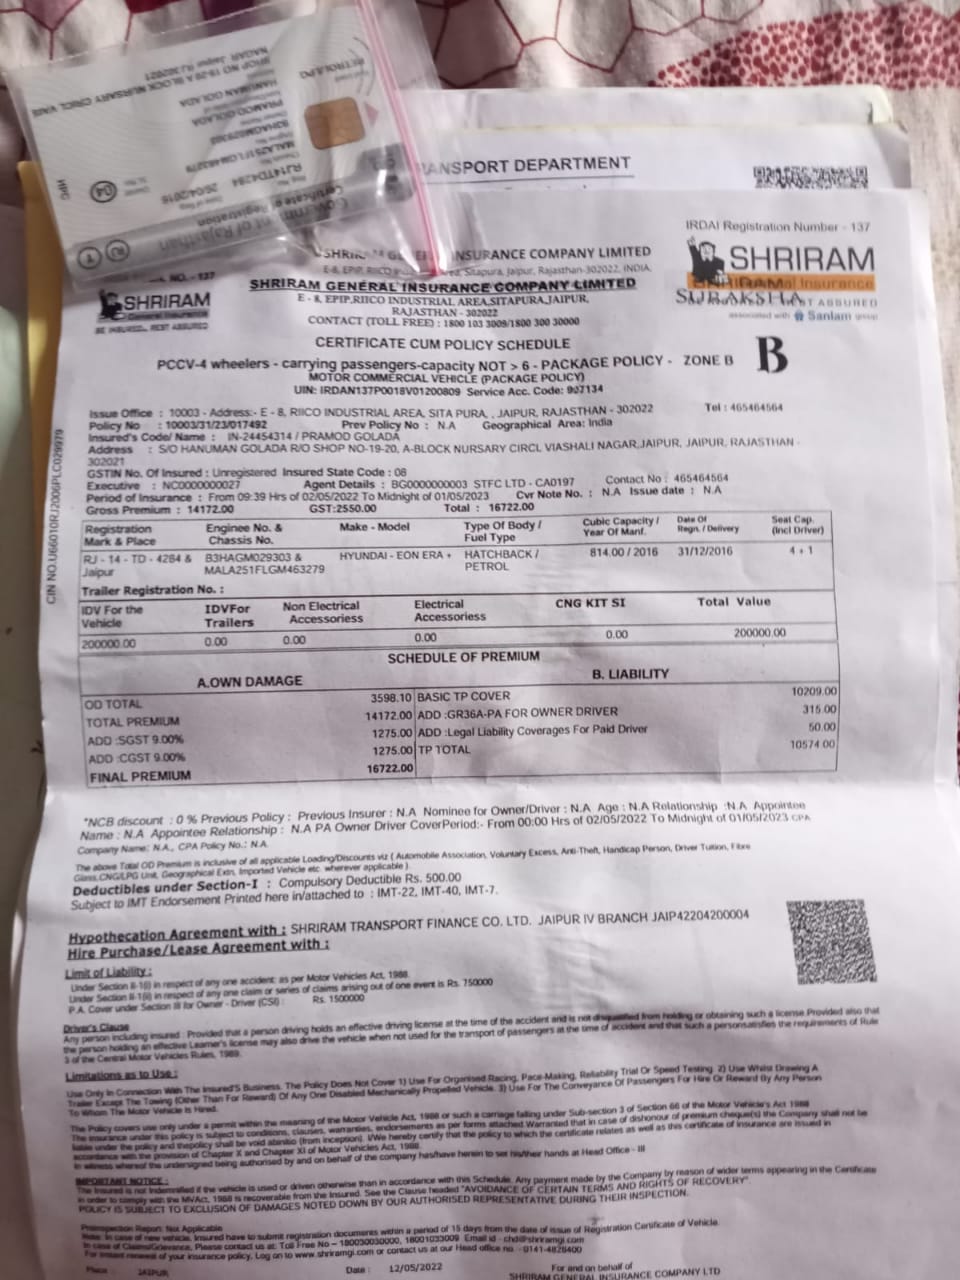 TRANSPORT DEPARTMENT
Government of Rajasthan
Certificate of Registration
RJ14TD4284 26/04/2016
MALA251FLGM463279
B3HAGM029303
PRAMOD GOLADA
HANUMAN GOLADA
IRDAI Registration Number - 137
INSURANCE COMPANY LIMITED
Sitapura, Jaipur, Rajasthan-302022, INDIA.
SHRIRAM
General Insurance
BE INSURED, REST ASSURED
SHRIRAM
SURAKSHA
associated with Sanlam group
SHRIRAM GENERAL INSURANCE COMPANY LIMITED
E - 8, EPIP,RIICO INDUSTRIAL AREA,SITAPURA,JAIPUR,
RAJASTHAN - 302022
CONTACT (TOLL FREE) : 1800 103 3009/1800 300 30000
CERTIFICATE CUM POLICY SCHEDULE
PCCV-4 wheelers - carrying passengers-capacity NOT > 6 - PACKAGE POLICY - ZONE B B
MOTOR COMMERCIAL VEHICLE (PACKAGE POLICY)
UIN: IRDAN137P0018V01200809 Service Acc. Code: 997134
Issue Office : 10003 - Address:- E - 8, RIICO INDUSTRIAL AREA, SITA PURA, , JAIPUR, RAJASTHAN - 302022 Tel : 465464564
Policy No : 10003/31/23/017492 Prev Policy No : N.A Geographical Area: India
Insured's Code/ Name : IN-24454314 / PRAMOD GOLADA
Address : S/O HANUMAN GOLADA R/O SHOP NO-19-20, A-BLOCK NURSARY CIRCL VIASHALI NAGAR,JAIPUR, JAIPUR, RAJASTHAN -
302021
GSTIN No. Of Insured : Unregistered Insured State Code : 08
Executive : NC0000000027 Agent Details : BG0000000003 STFC LTD - CA0197 Contact No : 465464564
Period of Insurance : From 09:39 Hrs of 02/05/2022 To Midnight of 01/05/2023 Cvr Note No. : N.A Issue date : N.A
Gross Premium : 14172.00 GST:2550.00 Total : 16722.00
Registration Mark & Place Enginee No. & Chassis No. Make - Model Type Of Body / Fuel Type Cubic Capacity / Year Of Manf. Date Of Regn. / Delivery Seat Cap. (Incl Driver)
RJ - 14 - TD - 4284 & Jaipur B3HAGM029303 & MALA251FLGM463279 HYUNDAI - EON ERA + HATCHBACK / PETROL 814.00 / 2016 31/12/2016 4 + 1
Trailer Registration No. :
IDV For the Vehicle IDVFor Trailers Non Electrical Accessoriess Electrical Accessoriess CNG KIT SI Total Value
200000.00 0.00 0.00 0.00 0.00 200000.00
SCHEDULE OF PREMIUM
A.OWN DAMAGE B. LIABILITY
OD TOTAL 3598.10 BASIC TP COVER 10209.00
TOTAL PREMIUM 14172.00 ADD :GR36A-PA FOR OWNER DRIVER 315.00
ADD :SGST 9.00% 1275.00 ADD :Legal Liability Coverages For Paid Driver 50.00
ADD :CGST 9.00% 1275.00 TP TOTAL 10574.00
FINAL PREMIUM 16722.00
*NCB discount : 0 % Previous Policy : Previous Insurer : N.A Nominee for Owner/Driver : N.A Age : N.A Relationship :N.A Appointee
Name : N.A Appointee Relationship : N.A PA Owner Driver CoverPeriod:- From 00:00 Hrs of 02/05/2022 To Midnight of 01/05/2023 CPA
Company Name: N.A., CPA Policy No.: N.A.
The above Total OD Premium is inclusive of all applicable Loading/Discounts viz ( Automobile Association, Voluntary Excess, Anti-Theft, Handicap Person, Driver Tution, Fibre
Glass,CNG/LPG Unit, Geographical Extn, Imported Vehicle etc. wherever applicable )
Deductibles under Section-I : Compulsory Deductible Rs. 500.00
Subject to IMT Endorsement Printed here in/attached to : IMT-22, IMT-40, IMT-7.
Hypothecation Agreement with : SHRIRAM TRANSPORT FINANCE CO. LTD. JAIPUR IV BRANCH JAIP42204200004
Hire Purchase/Lease Agreement with :
Limit of Liability :
Under Section II-1(i) in respect of any one accident: as per Motor Vehicles Act, 1988.
Under Section II-1(ii) in respect of any one claim or series of claims arising out of one event is Rs. 750000
P.A. Cover under Section III for Owner - Driver (CSI) : Rs. 1500000
Driver's Clause
Any person including insured : Provided that a person driving holds an effective driving license at the time of the accident and is not disqualified from holding or obtaining such a license.Provided also that
the person holding an effective Learner's license may also drive the vehicle when not used for the transport of passengers at the time of accident and that such a personsatisfies the requirements of Rule
3 of the Central Motor Vehicles Rules, 1989.
Limitations as to Use :
Use Only In Connection With The Insured'S Business. The Policy Does Not Cover 1) Use For Organised Racing, Pace-Making, Reliability Trial Or Speed Testing. 2) Use Whilst Drawing A
Trailer Except The Towing (Other Than For Reward) Of Any One Disabled Mechanically Propelled Vehicle. 3) Use For The Conveyance Of Passengers For Hire Or Reward By Any Person
To Whom The Motor Vehicle Is Hired.
The Policy covers use only under a permit within the meaning of the Motor Vehicle Act, 1988 or such a carriage falling under Sub-section 3 of Section 66 of the Motor Vehicle's Act 1988
The insurance under this policy is subject to conditions, clauses, warranties, endorsements as per forms attached.Warranted that in case of dishonour of premium cheque(s) the Company shall not be
liable under the policy and thepolicy shall be void abinitio (from inception). I/We hereby certify that the policy to which the certificate relates as well as this certificate of insurance are issued in
accordance with the provision of Chapter X and Chapter XI of Motor Vehicles Act, 1988.
In witness whereof the undersigned being authorised by and on behalf of the company has/have herein to set his/their hands at Head Office - III
IMPORTANT NOTICE :
The Insured is not indemnified if the vehicle is used or driven otherwise than in accordance with this Schedule. Any payment made by the Company by reason of wider terms appearing in the Certificate
in order to comply with the MVAct, 1988 is recoverable from the Insured. See the Clause headed "AVOIDANCE OF CERTAIN TERMS AND RIGHTS OF RECOVERY".
POLICY IS SUBJECT TO EXCLUSION OF DAMAGES NOTED DOWN BY OUR AUTHORISED REPRESENTATIVE DURING THEIR INSPECTION.
Preinspection Report: Not Applicable
Note: In case of new vehicle, Insured have to submit registration documents within a period of 15 days from the date of issue of Registration Certificate of Vehicle.
In case of Claims/Grievance, Please contact us at: Toll Free No – 180030030000, 18001033009 Email id - chd@shriramgi.com
For instant renewal of your insurance policy, Log on to www.shriramgi.com or contact us at our Head office no. - 0141-4828400
Place : JAIPUR Date : 12/05/2022 For and on behalf of
SHRIRAM GENERAL INSURANCE COMPANY LTD
CIN NO.U66010RJ2006PLC029979